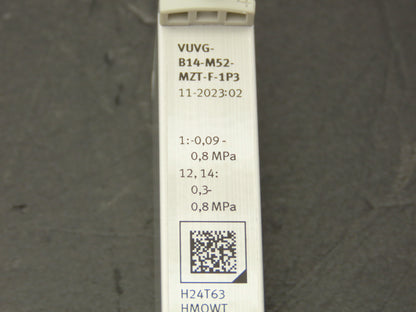 VUVG-
B14-M52-
MZT-F-1P3
11-2023:02
1:-0,09-
0,8 MPa
12, 14:
0,3-
0,8 MPa
H24T63
HMOWT